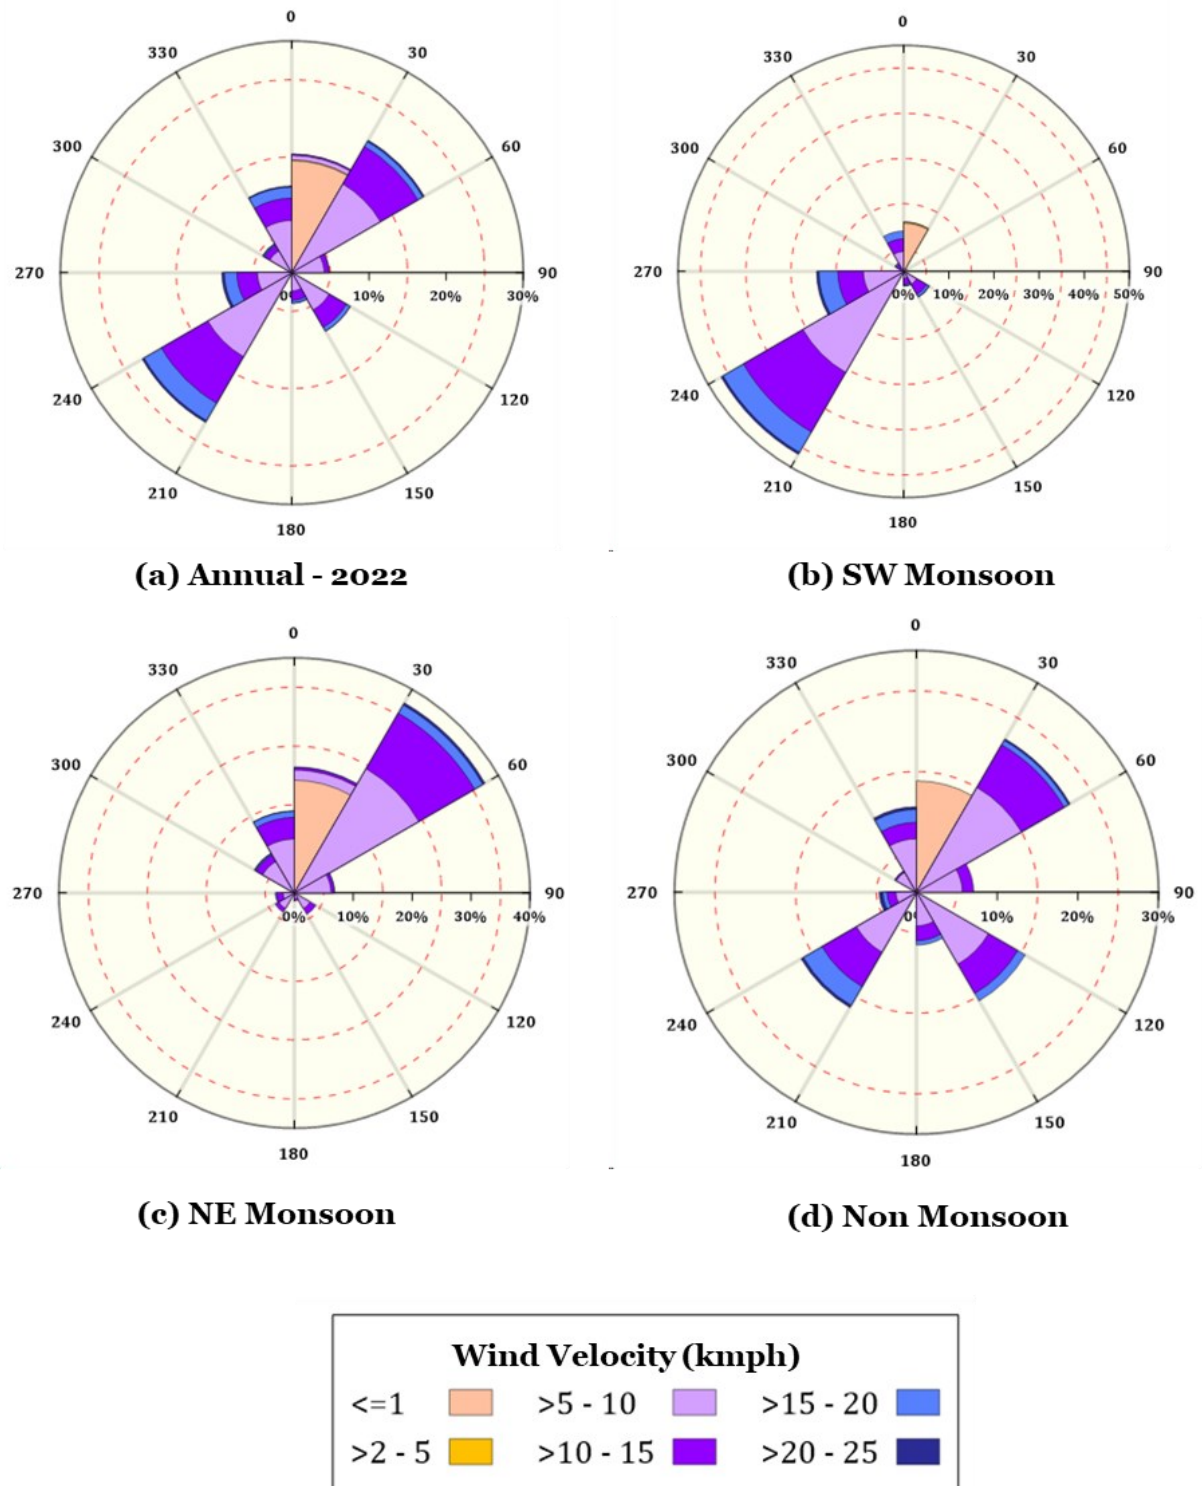 0
330 30
300 60
270 90
0% 10% 20% 30%
240 120
210 150
180
(a) Annual - 2022
0
330 30
300 60
270 90
0% 10% 20% 30% 40% 50%
240 120
210 150
180
(b) SW Monsoon
0
330 30
300 60
270 90
0% 10% 20% 30% 40%
240 120
210 150
180
(c) NE Monsoon
0
330 30
300 60
270 90
0% 10% 20% 30%
240 120
210 150
180
(d) Non Monsoon
Wind Velocity (kmph)
<=1 >5 - 10 >15 - 20
>2 - 5 >10 - 15 >20 - 25